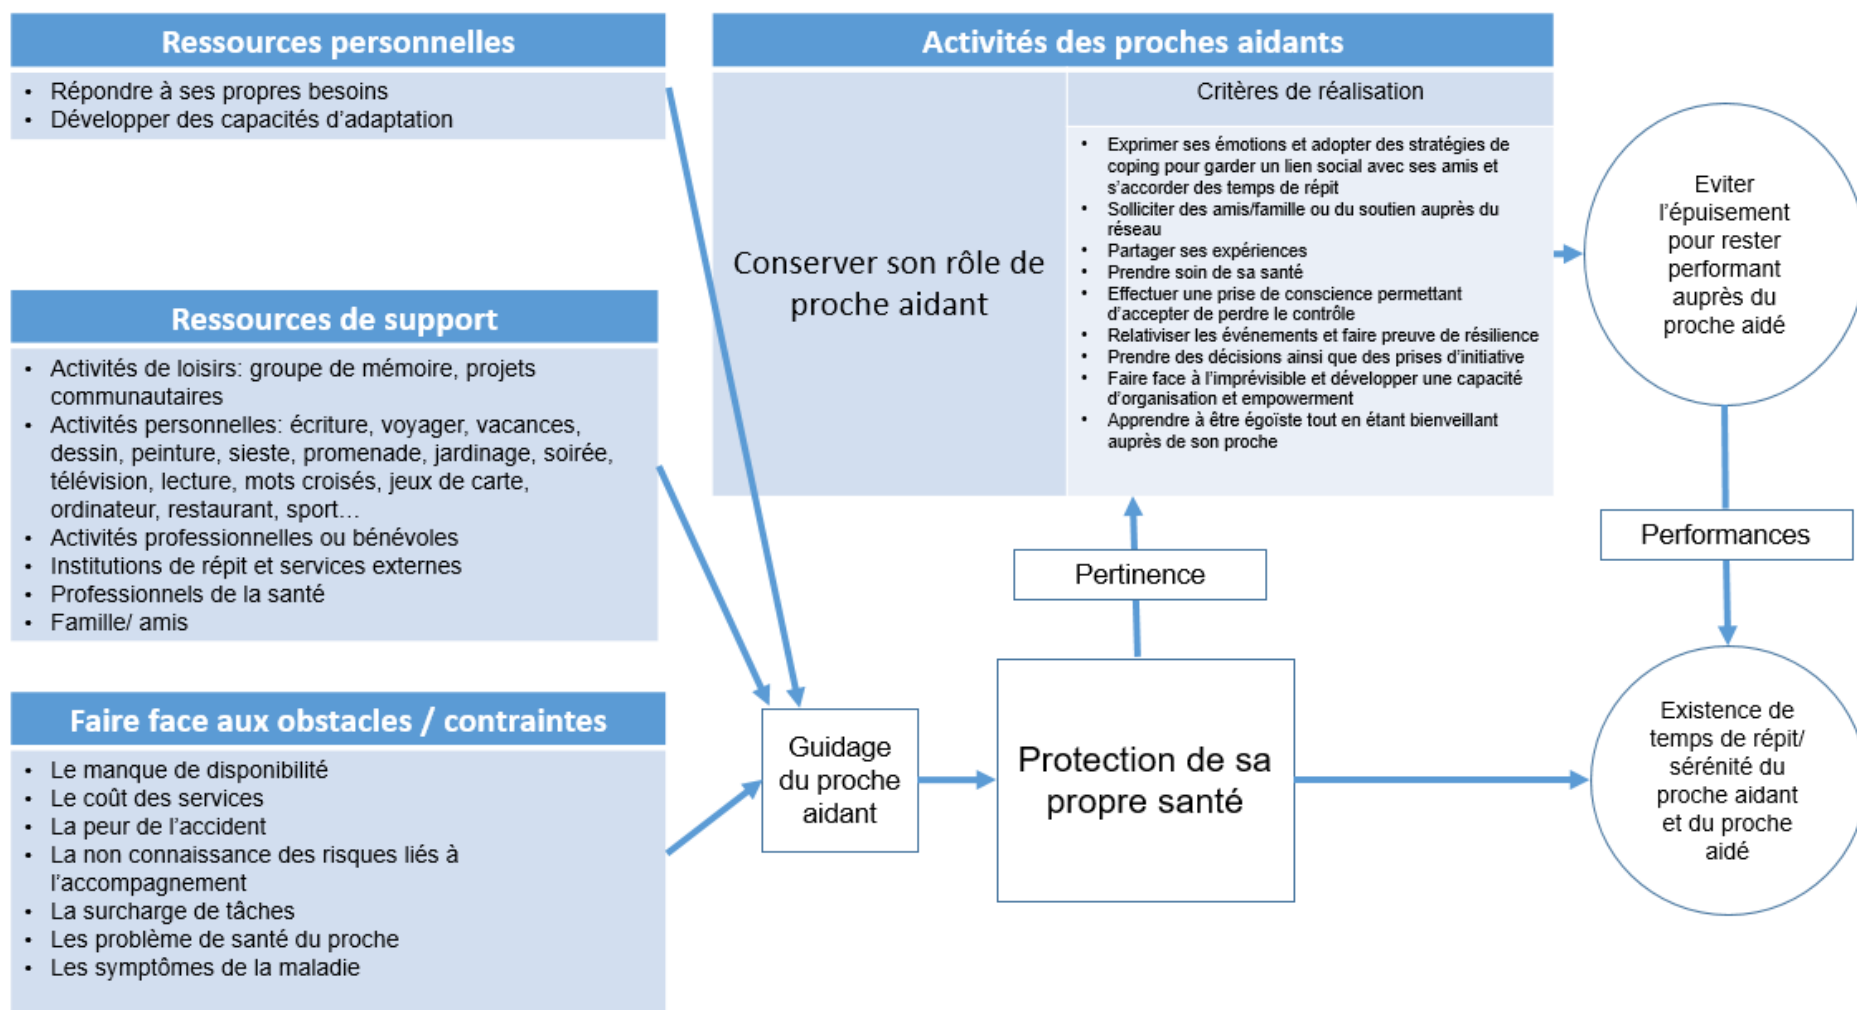 Ressources personnelles
• Répondre à ses propres besoins
• Développer des capacités d'adaptation
Ressources de support
• Activités de loisirs: groupe de mémoire, projets
communautaires
• Activités personnelles: écriture, voyager, vacances,
dessin, peinture, sieste, promenade, jardinage, soirée,
télévision, lecture, mots croisés, jeux de carte,
ordinateur, restaurant, sport…
• Activités professionnelles ou bénévoles
• Institutions de répit et services externes
• Professionnels de la santé
• Famille/ amis
Faire face aux obstacles / contraintes
• Le manque de disponibilité
• Le coût des services
• La peur de l'accident
• La non connaissance des risques liés à
l'accompagnement
• La surcharge de tâches
• Les problème de santé du proche
• Les symptômes de la maladie
Activités des proches aidants
Conserver son rôle de
proche aidant
Critères de réalisation
• Exprimer ses émotions et adopter des stratégies de
coping pour garder un lien social avec ses amis et
s'accorder des temps de répit
• Solliciter des amis/famille ou du soutien auprès du
réseau
• Partager ses expériences
• Prendre soin de sa santé
• Effectuer une prise de conscience permettant
d'accepter de perdre le contrôle
• Relativiser les événements et faire preuve de résilience
• Prendre des décisions ainsi que des prises d'initiative
• Faire face à l'imprévisible et développer une capacité
d'organisation et empowerment
• Apprendre à être égoïste tout en étant bienveillant
auprès de son proche
Pertinence
Guidage
du proche
aidant
Protection de sa
propre santé
Eviter
l'épuisement
pour rester
performant
auprès du
proche aidé
Performances
Existence de
temps de répit/
sérénité du
proche aidant
et du proche
aidé